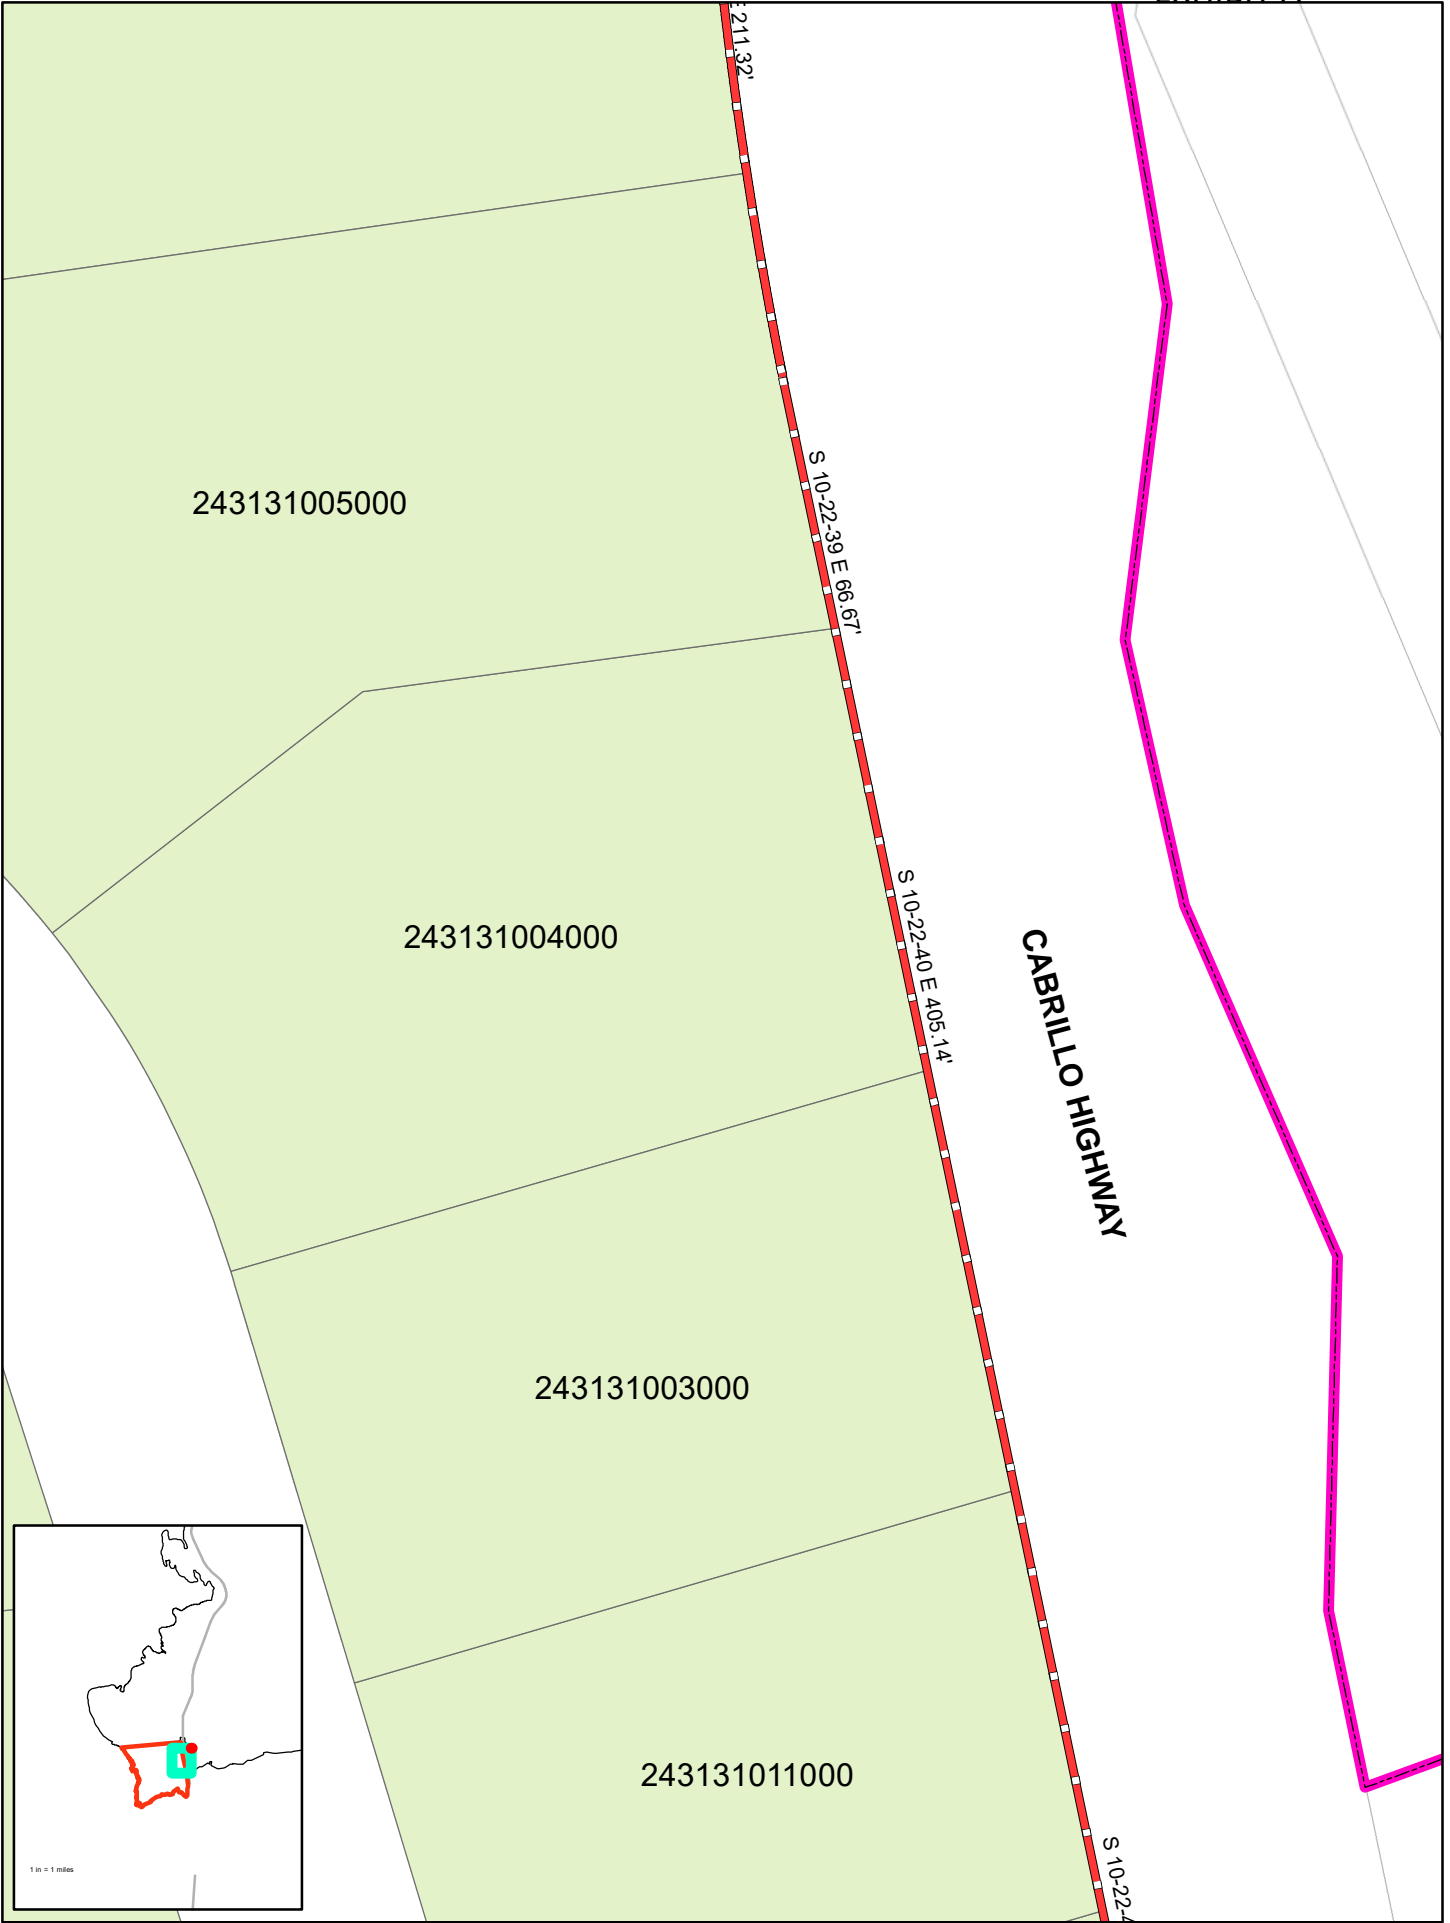 211.32'
243131005000
S 10-22-39 E 66.67'
243131004000
S 10-22-40 E 405.14'
CABRILLO HIGHWAY
243131003000
243131011000
S 10-22-4
1 in = 1 miles